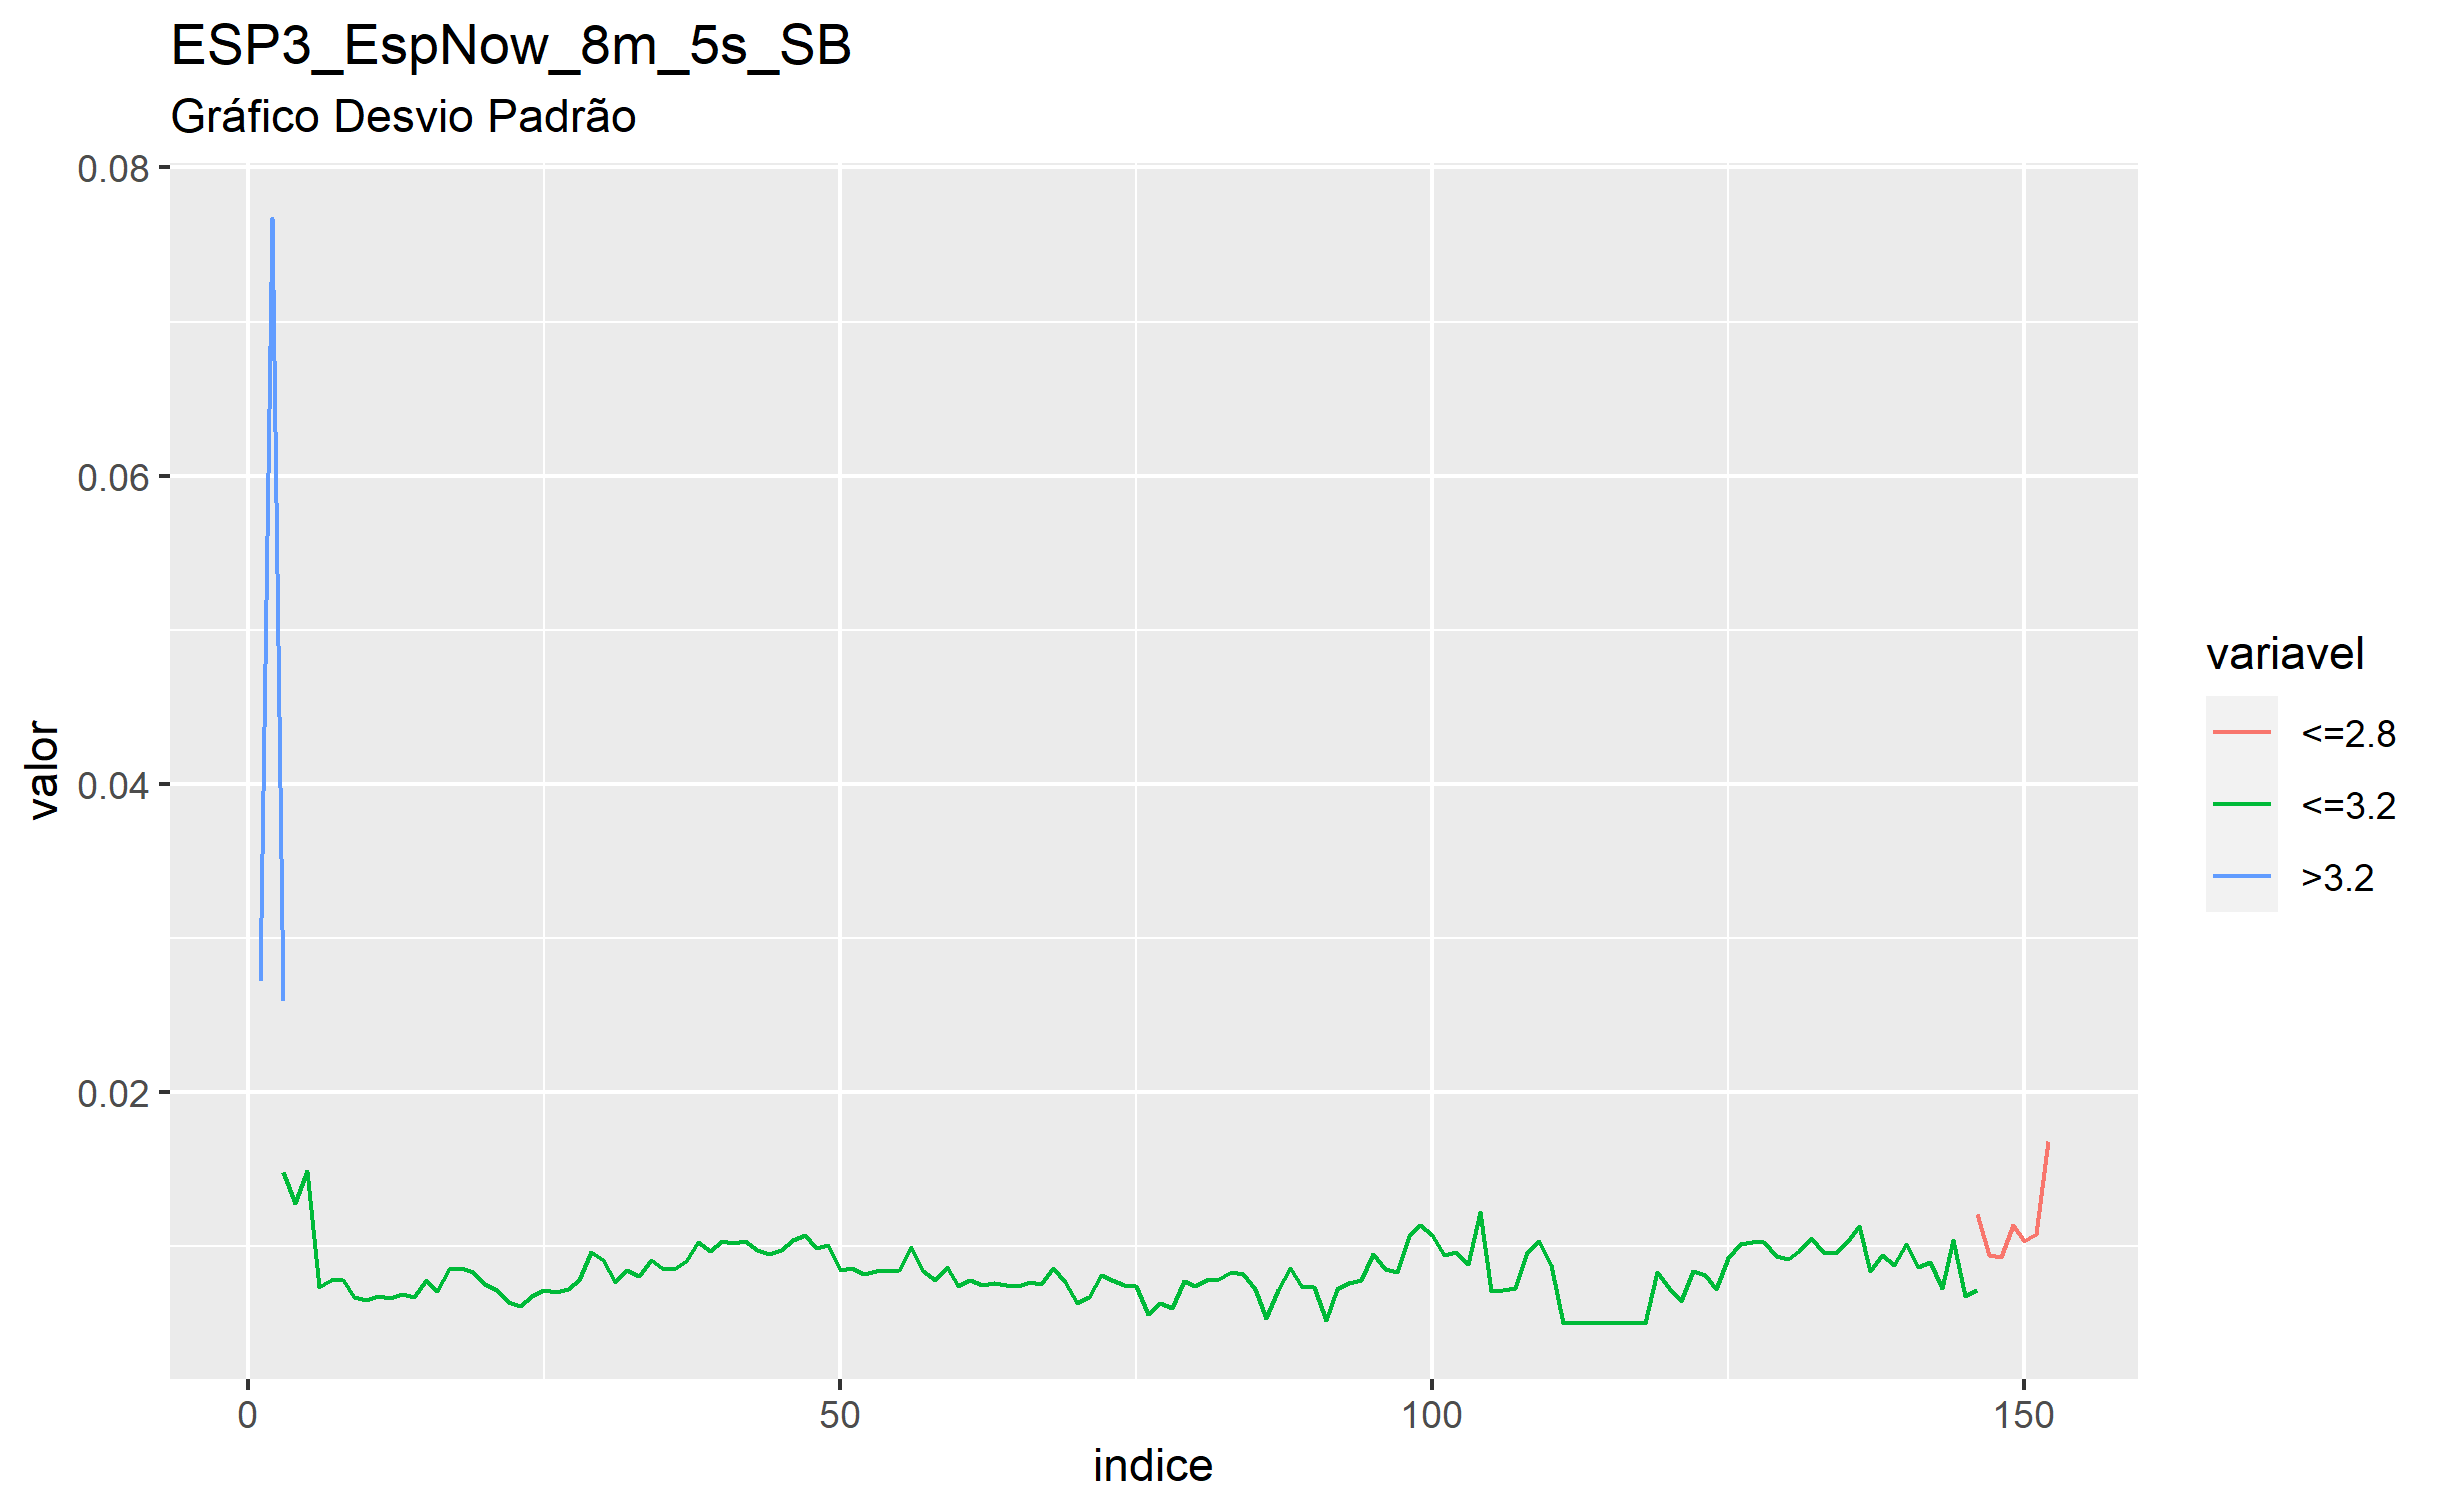 ESP3_EspNow_8m_5s_SB
Gráfico Desvio Padrão
0.08
0.06
0.04
0.02
valor
0
50
100
150
indice
variavel
<=2.8
<=3.2
>3.2